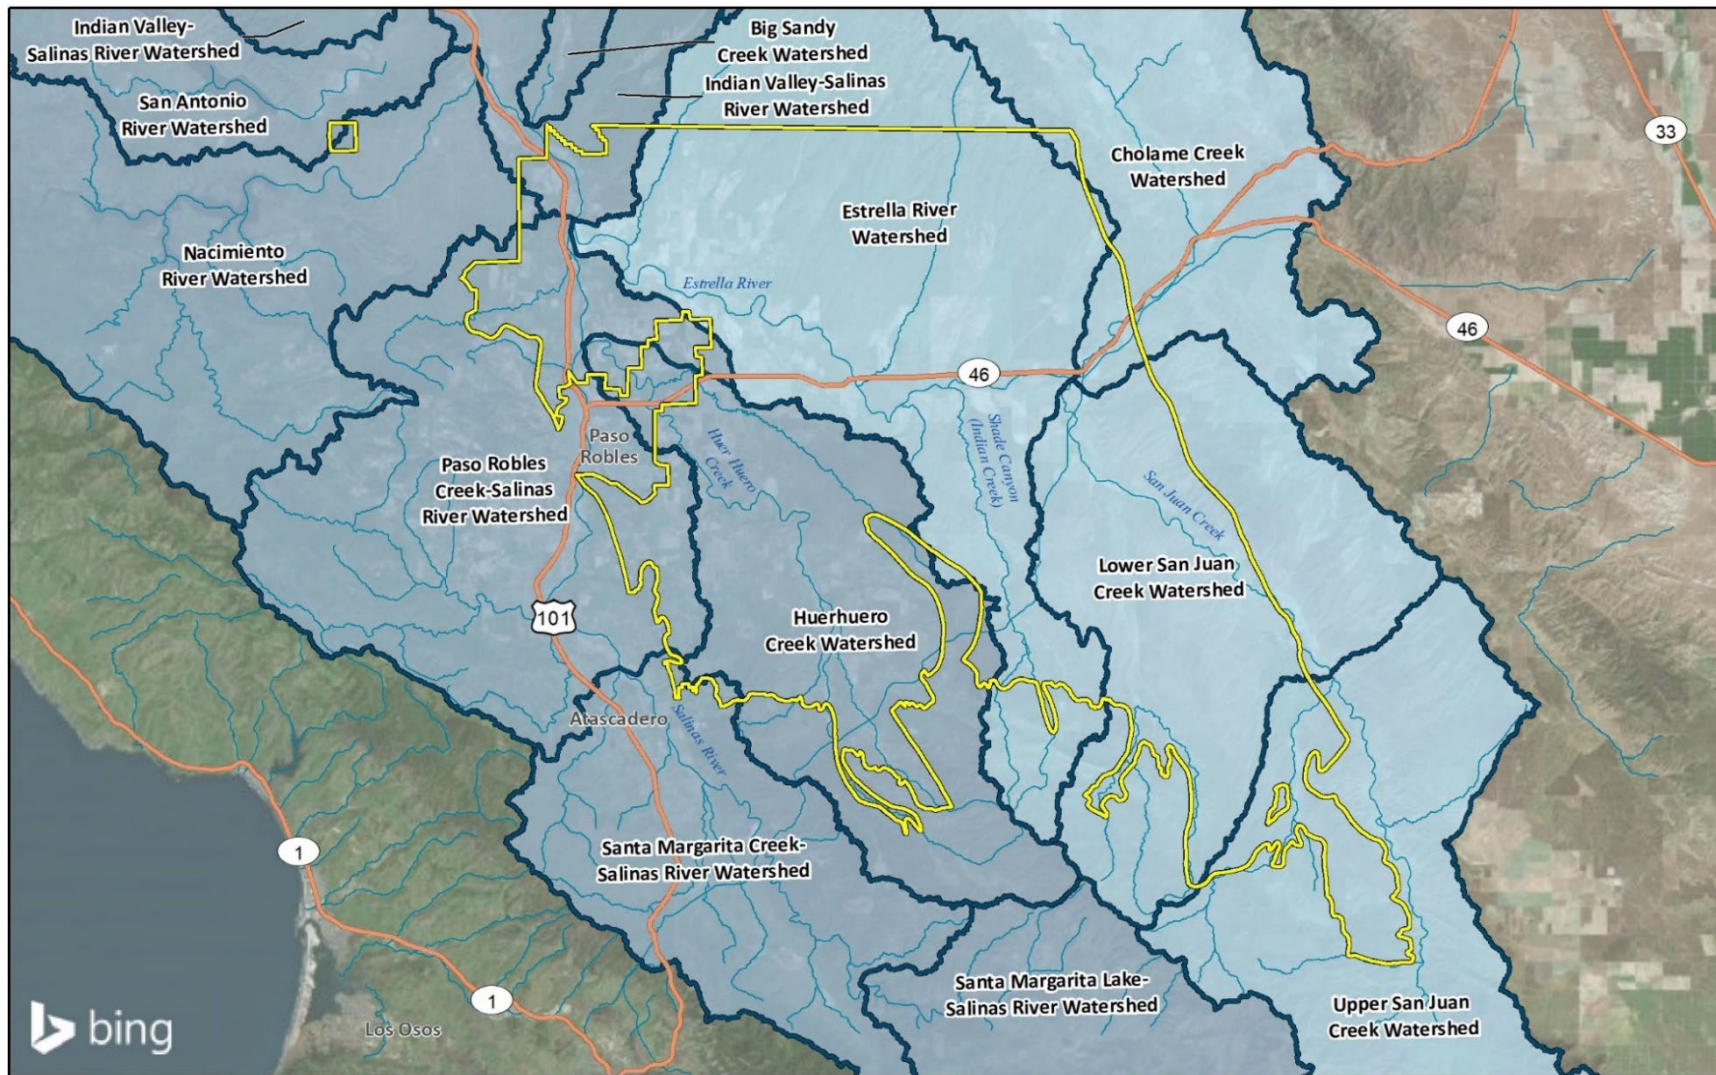 Indian Valley-
Salinas River Watershed
Big Sandy
Creek Watershed
Indian Valley-Salinas
River Watershed
San Antonio
River Watershed
33
Cholame Creek
Watershed
Estrella River
Watershed
Nacimiento
River Watershed
Estrella River
46
46
Paso
Robles
Huer Huero
Creek
Shade Canyon
(Indian Creek)
Paso Robles
Creek-Salinas
River Watershed
San Juan Creek
Lower San Juan
Creek Watershed
101
Huerhuero
Creek Watershed
Atascadero
Salinas River
1
Santa Margarita Creek-
Salinas River Watershed
Santa Margarita Lake-
Salinas River Watershed
1
Upper San Juan
Creek Watershed
Los Osos
bing